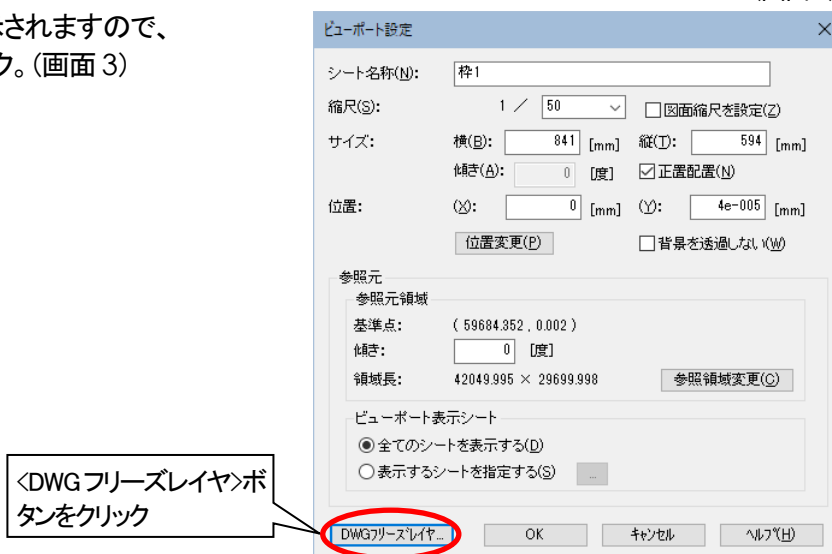 されますので、
ク。(画面 3)
ビューポート設定
シート名称(N): 枠1
縮尺(S): 1 / 50 図面縮尺を設定(Z)
サイズ: 横(B): 841 [mm] 縦(T): 594 [mm]
傾き(A): 0 [度] 正置配置(N)
位置: (X): 0 [mm] (Y): 4e-005 [mm]
位置変更(P) 背景を透過しない(W)
参照元
参照元領域
基準点: ( 59684.352 , 0.002 )
傾き: 0 [度]
領域長: 42049.995 × 29699.998 参照領域変更(C)
ビューポート表示シート
全てのシートを表示する(D)
表示するシートを指定する(S) ...
<DWGフリーズレイヤ>ボ
タンをクリック
DWGフリーズレイヤ... OK キャンセル ヘルプ(H)